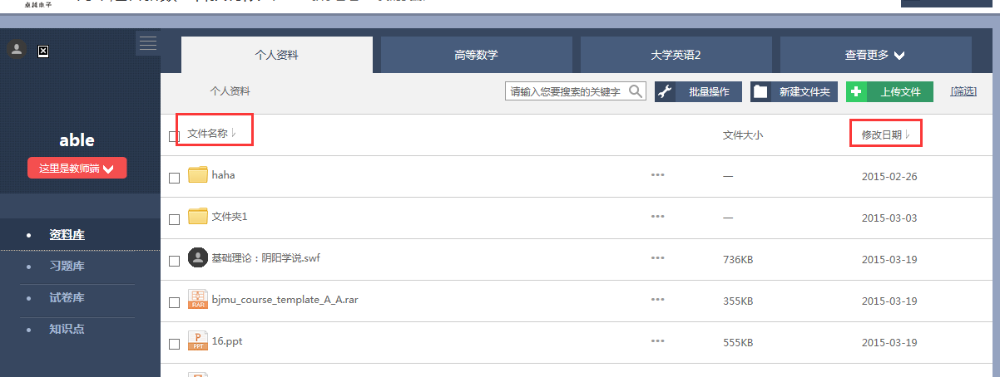 卓越电子
个人资料
高等数学
大学英语2
查看更多
able
这里是教师端
资料库
习题库
试卷库
知识点
个人资料
请输入您要搜索的关键字
批量操作
新建文件夹
上传文件
[筛选]
文件名称
文件大小
修改日期
haha ••• — 2015-02-26
文件夹1 ••• — 2015-03-03
基础理论：阴阳学说.swf ••• 736KB 2015-03-19
RAR bjmu_course_template_A_A.rar ••• 355KB 2015-03-19
PPT 16.ppt ••• 555KB 2015-03-19